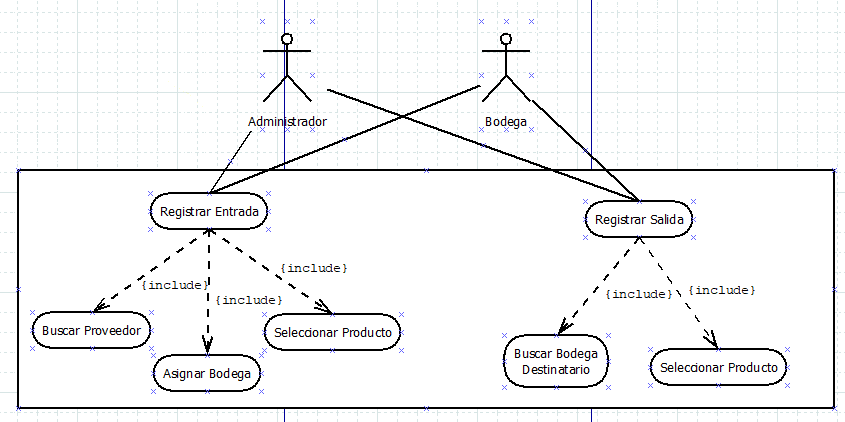 Administrador
Bodega
Registrar Entrada
Registrar Salida
{include}
{include}
{include}
{include}
{include}
Buscar Proveedor
Seleccionar Producto
Asignar Bodega
Buscar Bodega
Destinatario
Seleccionar Producto